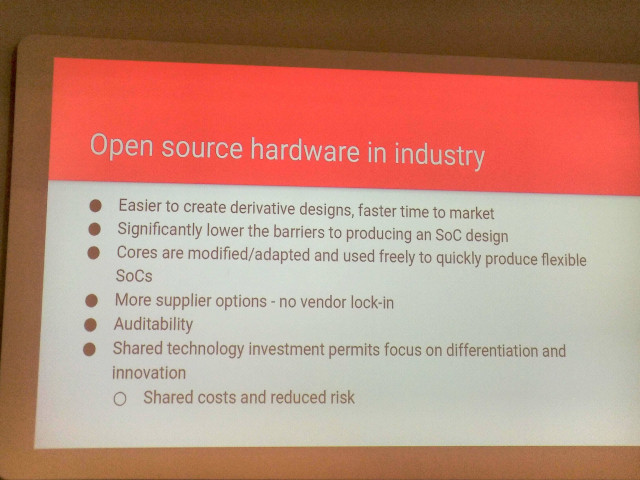 Open source hardware in industry
● Easier to create derivative designs, faster time to market
● Significantly lower the barriers to producing an SoC design
● Cores are modified/adapted and used freely to quickly produce flexible
SoCs
● More supplier options - no vendor lock-in
● Auditability
● Shared technology investment permits focus on differentiation and
innovation
○ Shared costs and reduced risk